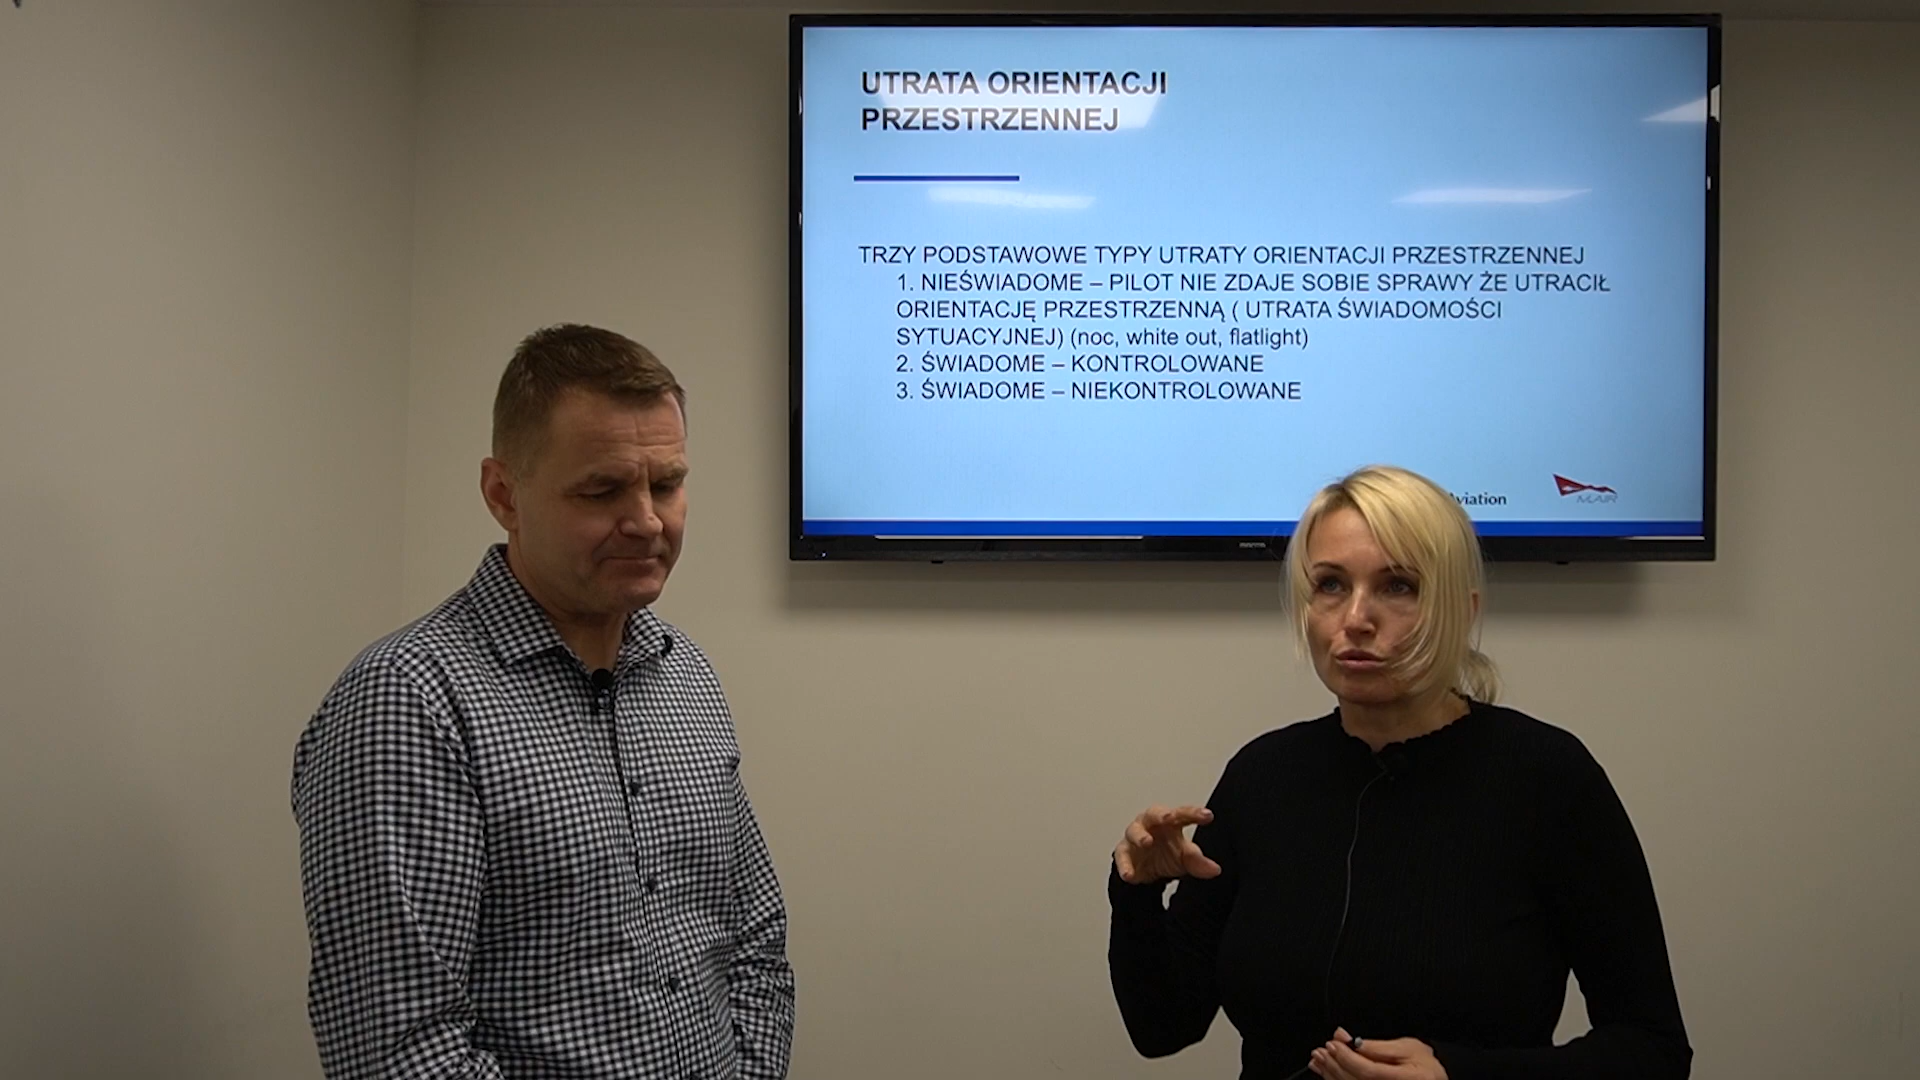 UTRATA ORIENTACJI
PRZESTRZENNEJ
TRZY PODSTAWOWE TYPY UTRATY ORIENTACJI PRZESTRZENNEJ
1. NIEŚWIADOME – PILOT NIE ZDAJE SOBIE SPRAWY ŻE UTRACIŁ
ORIENTACJĘ PRZESTRZENNĄ ( UTRATA ŚWIADOMOŚCI
SYTUACYJNEJ) (noc, white out, flatlight)
2. ŚWIADOME – KONTROLOWANE
3. ŚWIADOME – NIEKONTROLOWANE
Aviation